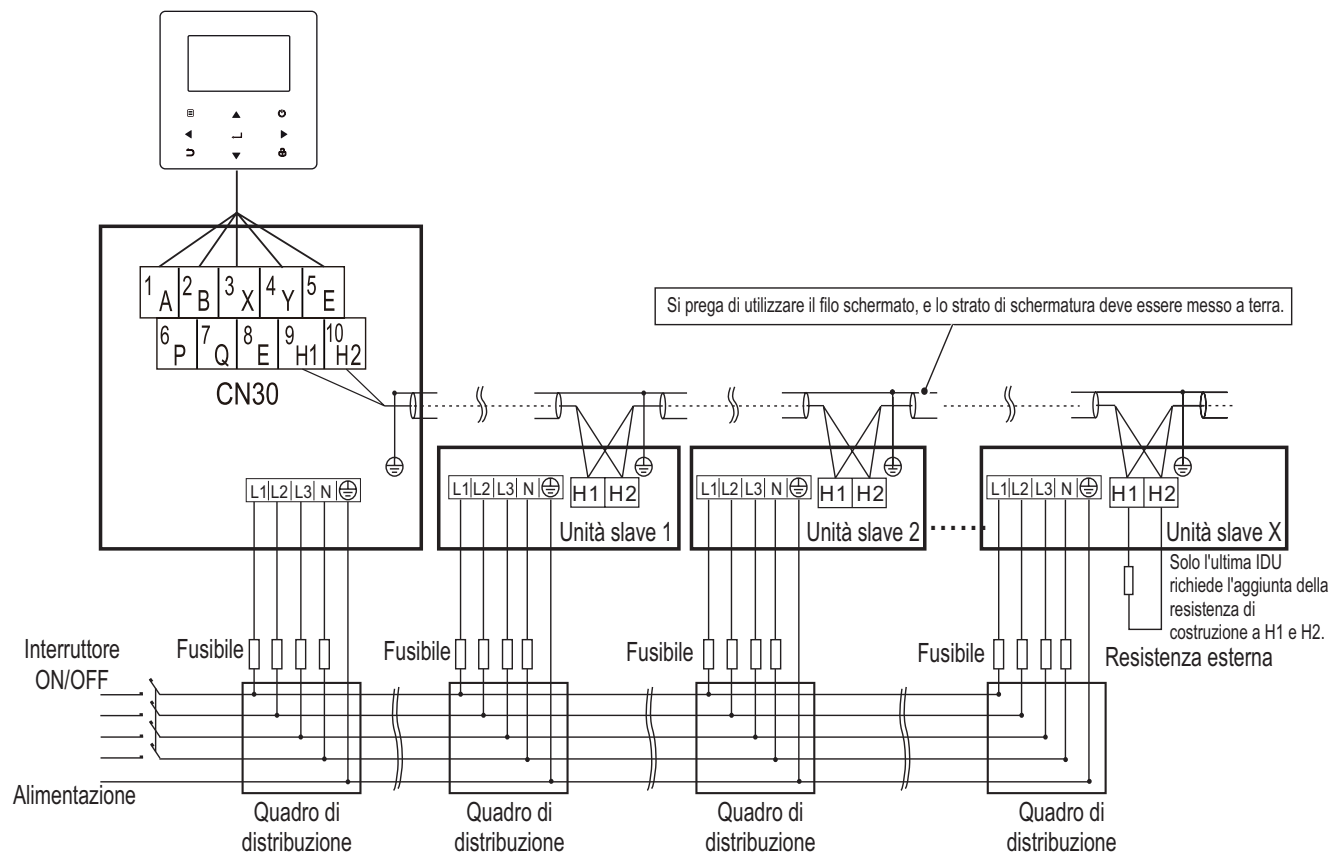 1 A 2 B 3 X 4 Y 5 E
6 P 7 Q 8 E 9 H1 10 H2
CN30
Si prega di utilizzare il filo schermato, e lo strato di schermatura deve essere messo a terra.
L1 L2 L3 N
L1 L2 L3 N
H1 H2
Unità slave 1
L1 L2 L3 N
H1 H2
Unità slave 2
......
L1 L2 L3 N
H1 H2
Unità slave X
Solo l'ultima IDU
richiede l'aggiunta della
resistenza di
costruzione a H1 e H2.
Resistenza esterna
Interruttore
ON/OFF
Fusibile
Fusibile
Fusibile
Fusibile
Alimentazione
Quadro di
distribuzione
Quadro di
distribuzione
Quadro di
distribuzione
Quadro di
distribuzione